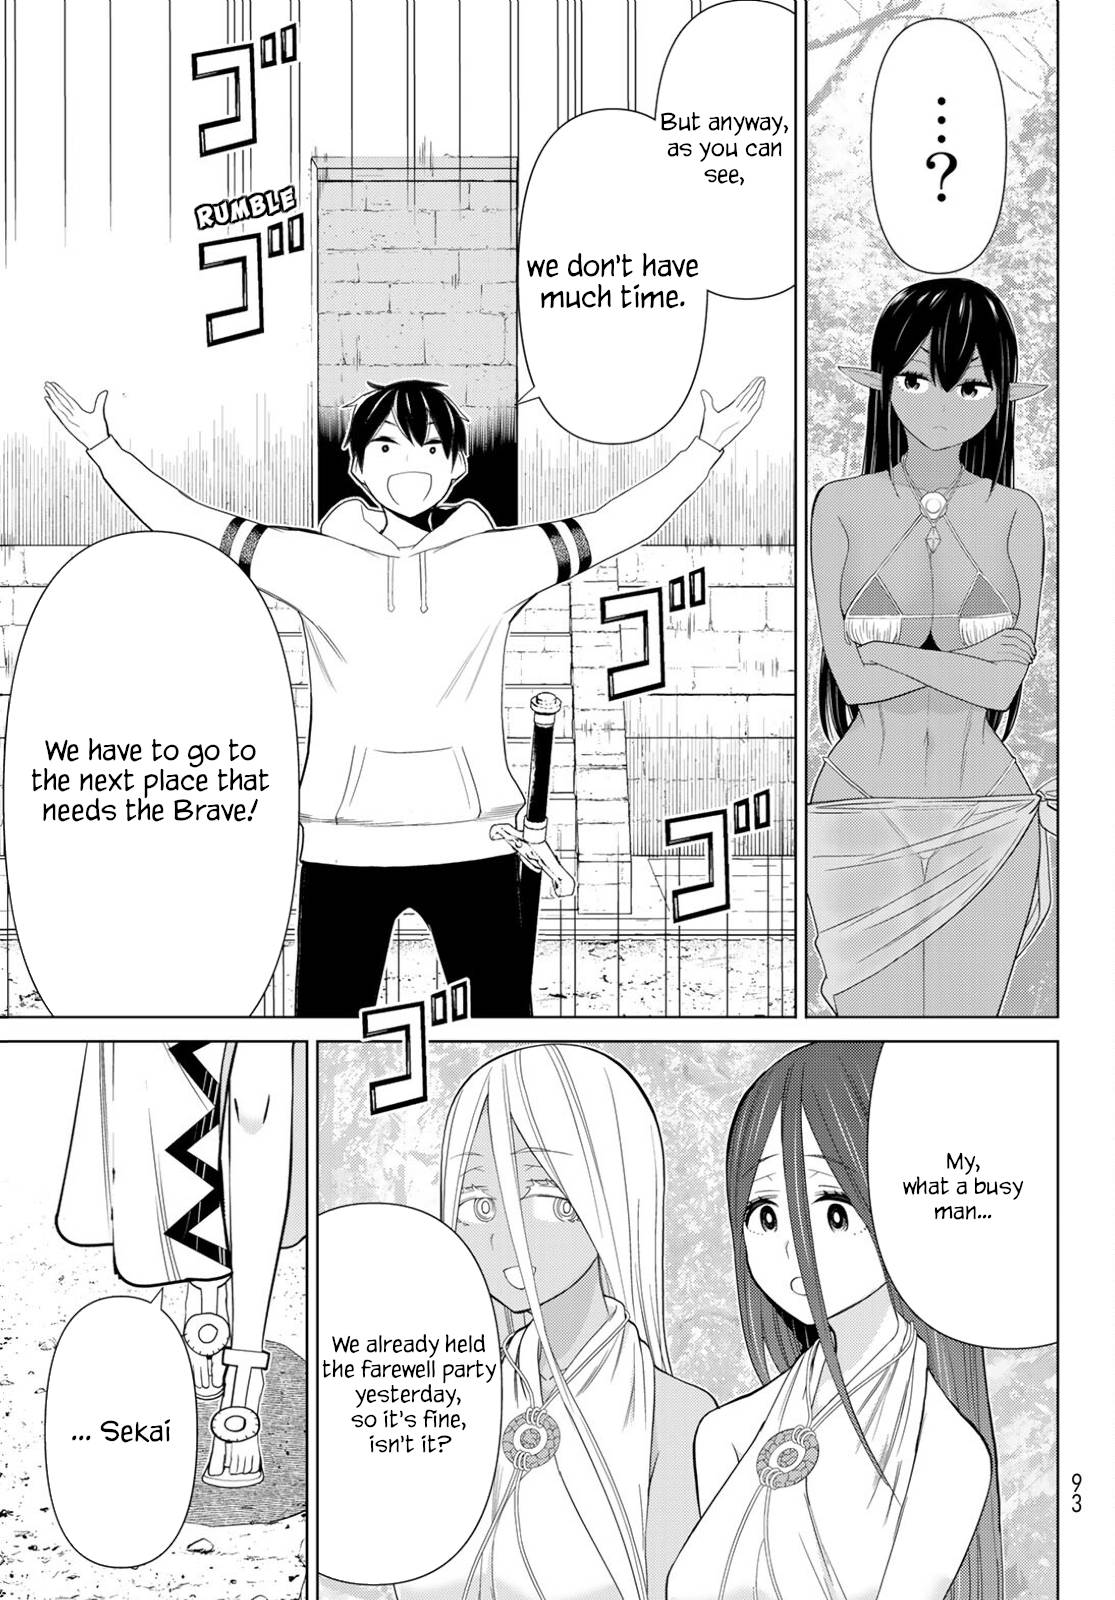 …?
But anyway,
as you can
see,
we don't have
much time.
ゴ
RUMBLE
ゴ
ゴ
ゴ
ゴ
We have to go to
the next place that
needs the Brave!
My,
what a busy
man...
We already held
the farewell party
yesterday,
so it's fine,
isn't it?
... Sekai
93